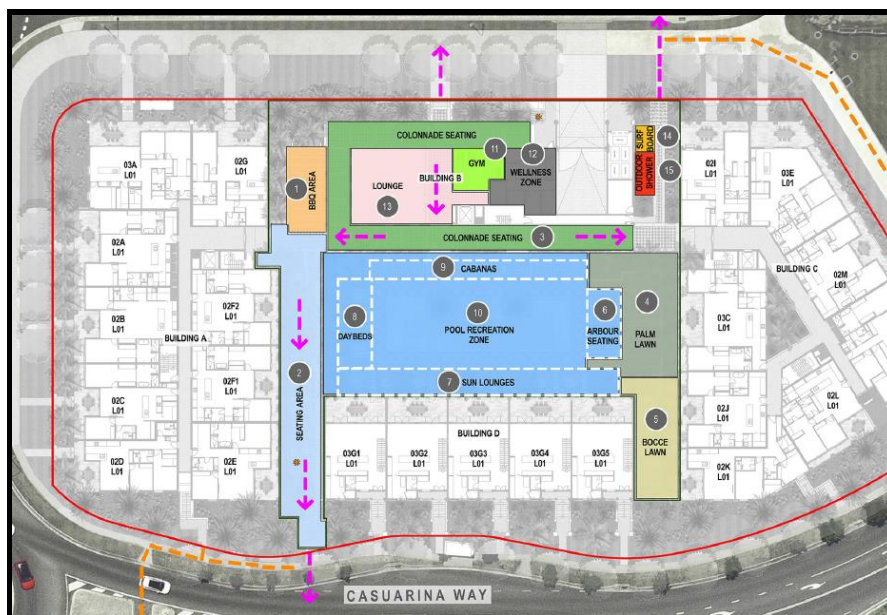 COLONNADE SEATING
11
12
GYM
WELLNESS
ZONE
SURF
BOARD
14
OUTDOOR
SHOWER
15
1
BBQ AREA
LOUNGE
BUILDING B
13
03A
L01
02G
L01
02A
L01
02B
L01
02F2
L01
BUILDING A
02C
L01
02F1
L01
02D
L01
02E
L01
COLONNADE SEATING
3
9
CABANAS
8
DAYBEDS
10
POOL RECREATION
ZONE
6
ARBOUR
SEATING
4
PALM
LAWN
7
SUN LOUNGES
2
SEATING AREA
5
BOCCE
LAWN
BUILDING D
03G1
L01
03G2
L01
03G3
L01
03G4
L01
03G5
L01
02I
L01
03E
L01
BUILDING C
02M
L01
03C
L01
02L
L01
02J
L01
02K
L01
CASUARINA WAY